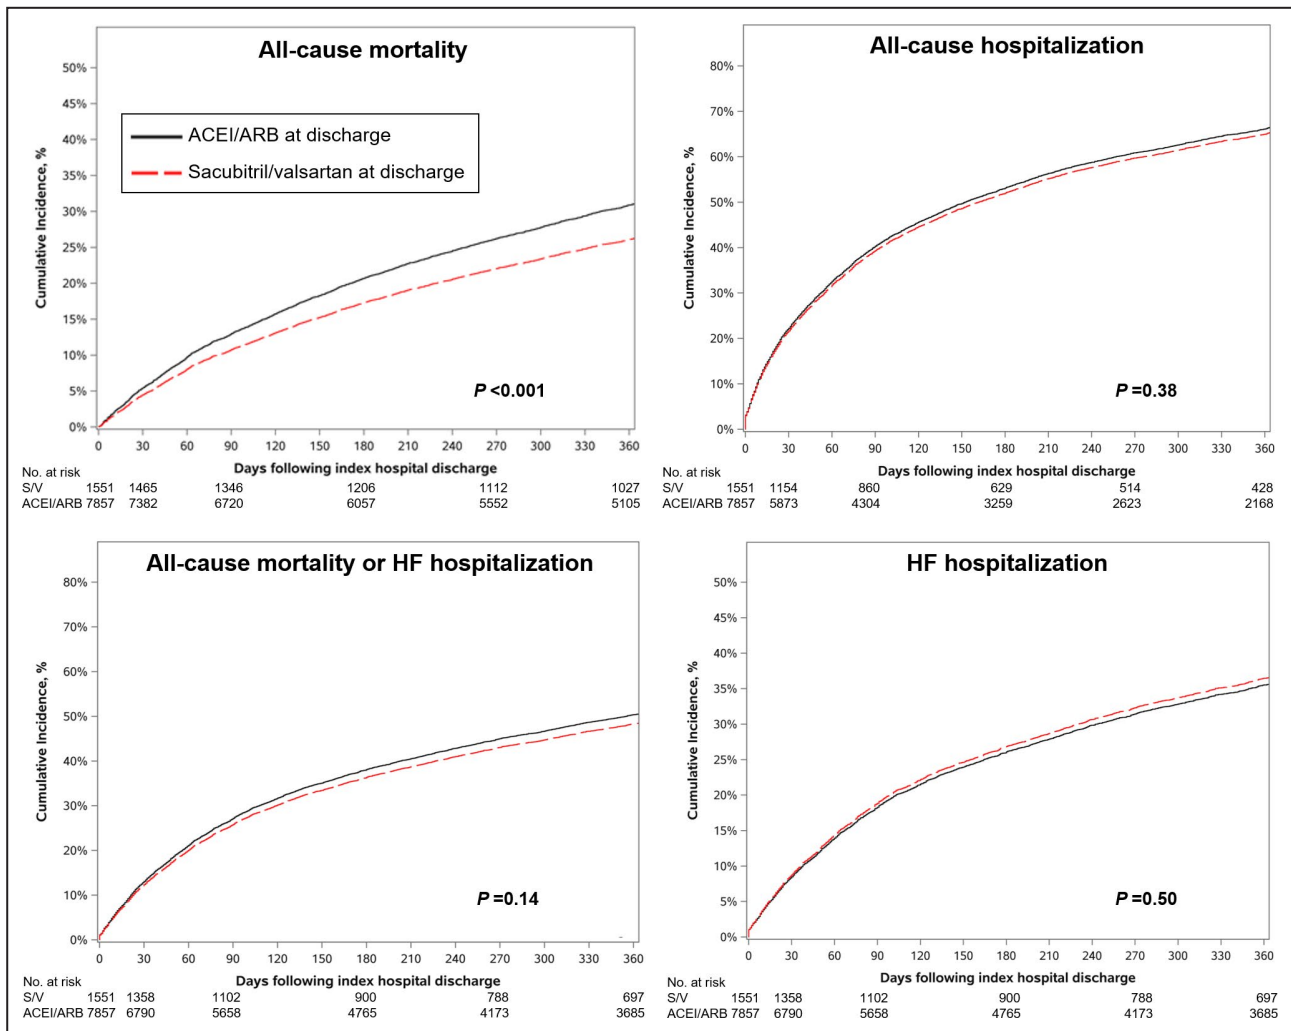 All-cause mortality
50%
45%
40%
35%
30%
25%
20%
15%
10%
5%
0%
Cumulative Incidence, %
ACEI/ARB at discharge
Sacubitril/valsartan at discharge
P <0.001
0 30 60 90 120 150 180 210 240 270 300 330 360
Days following index hospital discharge
No. at risk
S/V 1551 1465 1346 1206 1112 1027
ACEI/ARB 7857 7382 6720 6057 5552 5105
All-cause hospitalization
80%
70%
60%
50%
40%
30%
20%
10%
0%
Cumulative Incidence, %
P =0.38
0 30 60 90 120 150 180 210 240 270 300 330 360
Days following index hospital discharge
No. at risk
S/V 1551 1154 860 629 514 428
ACEI/ARB 7857 5873 4304 3259 2623 2168
All-cause mortality or HF hospitalization
80%
70%
60%
50%
40%
30%
20%
10%
0%
Cumulative Incidence, %
P =0.14
0 30 60 90 120 150 180 210 240 270 300 330 360
Days following index hospital discharge
No. at risk
S/V 1551 1358 1102 900 788 697
ACEI/ARB 7857 6790 5658 4765 4173 3685
HF hospitalization
50%
45%
40%
35%
30%
25%
20%
15%
10%
5%
0%
Cumulative Incidence, %
P =0.50
0 30 60 90 120 150 180 210 240 270 300 330 360
Days following index hospital discharge
No. at risk
S/V 1551 1358 1102 900 788 697
ACEI/ARB 7857 6790 5658 4765 4173 3685